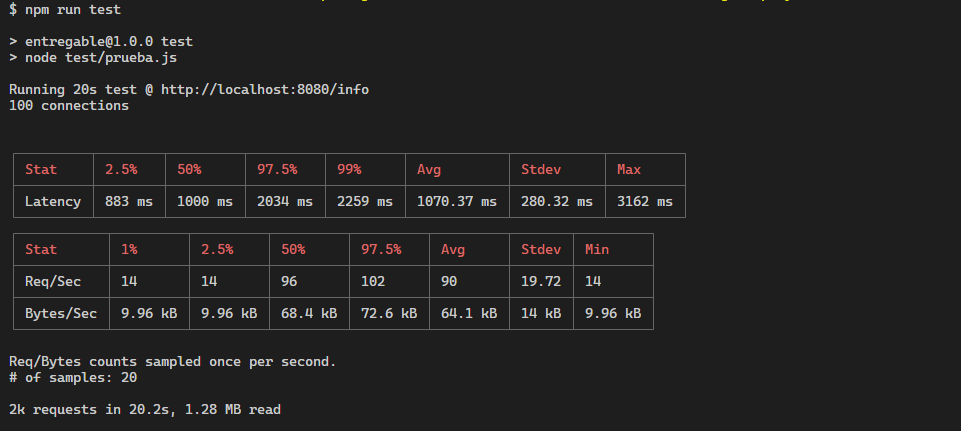 $ npm run test
> entregable@1.0.0 test
> node test/prueba.js
Running 20s test @ http://localhost:8080/info
100 connections
Stat 2.5% 50% 97.5% 99% Avg Stdev Max
Latency 883 ms 1000 ms 2034 ms 2259 ms 1070.37 ms 280.32 ms 3162 ms
Stat 1% 2.5% 50% 97.5% Avg Stdev Min
Req/Sec 14 14 96 102 90 19.72 14
Bytes/Sec 9.96 kB 9.96 kB 68.4 kB 72.6 kB 64.1 kB 14 kB 9.96 kB
Req/Bytes counts sampled once per second.
# of samples: 20
2k requests in 20.2s, 1.28 MB read